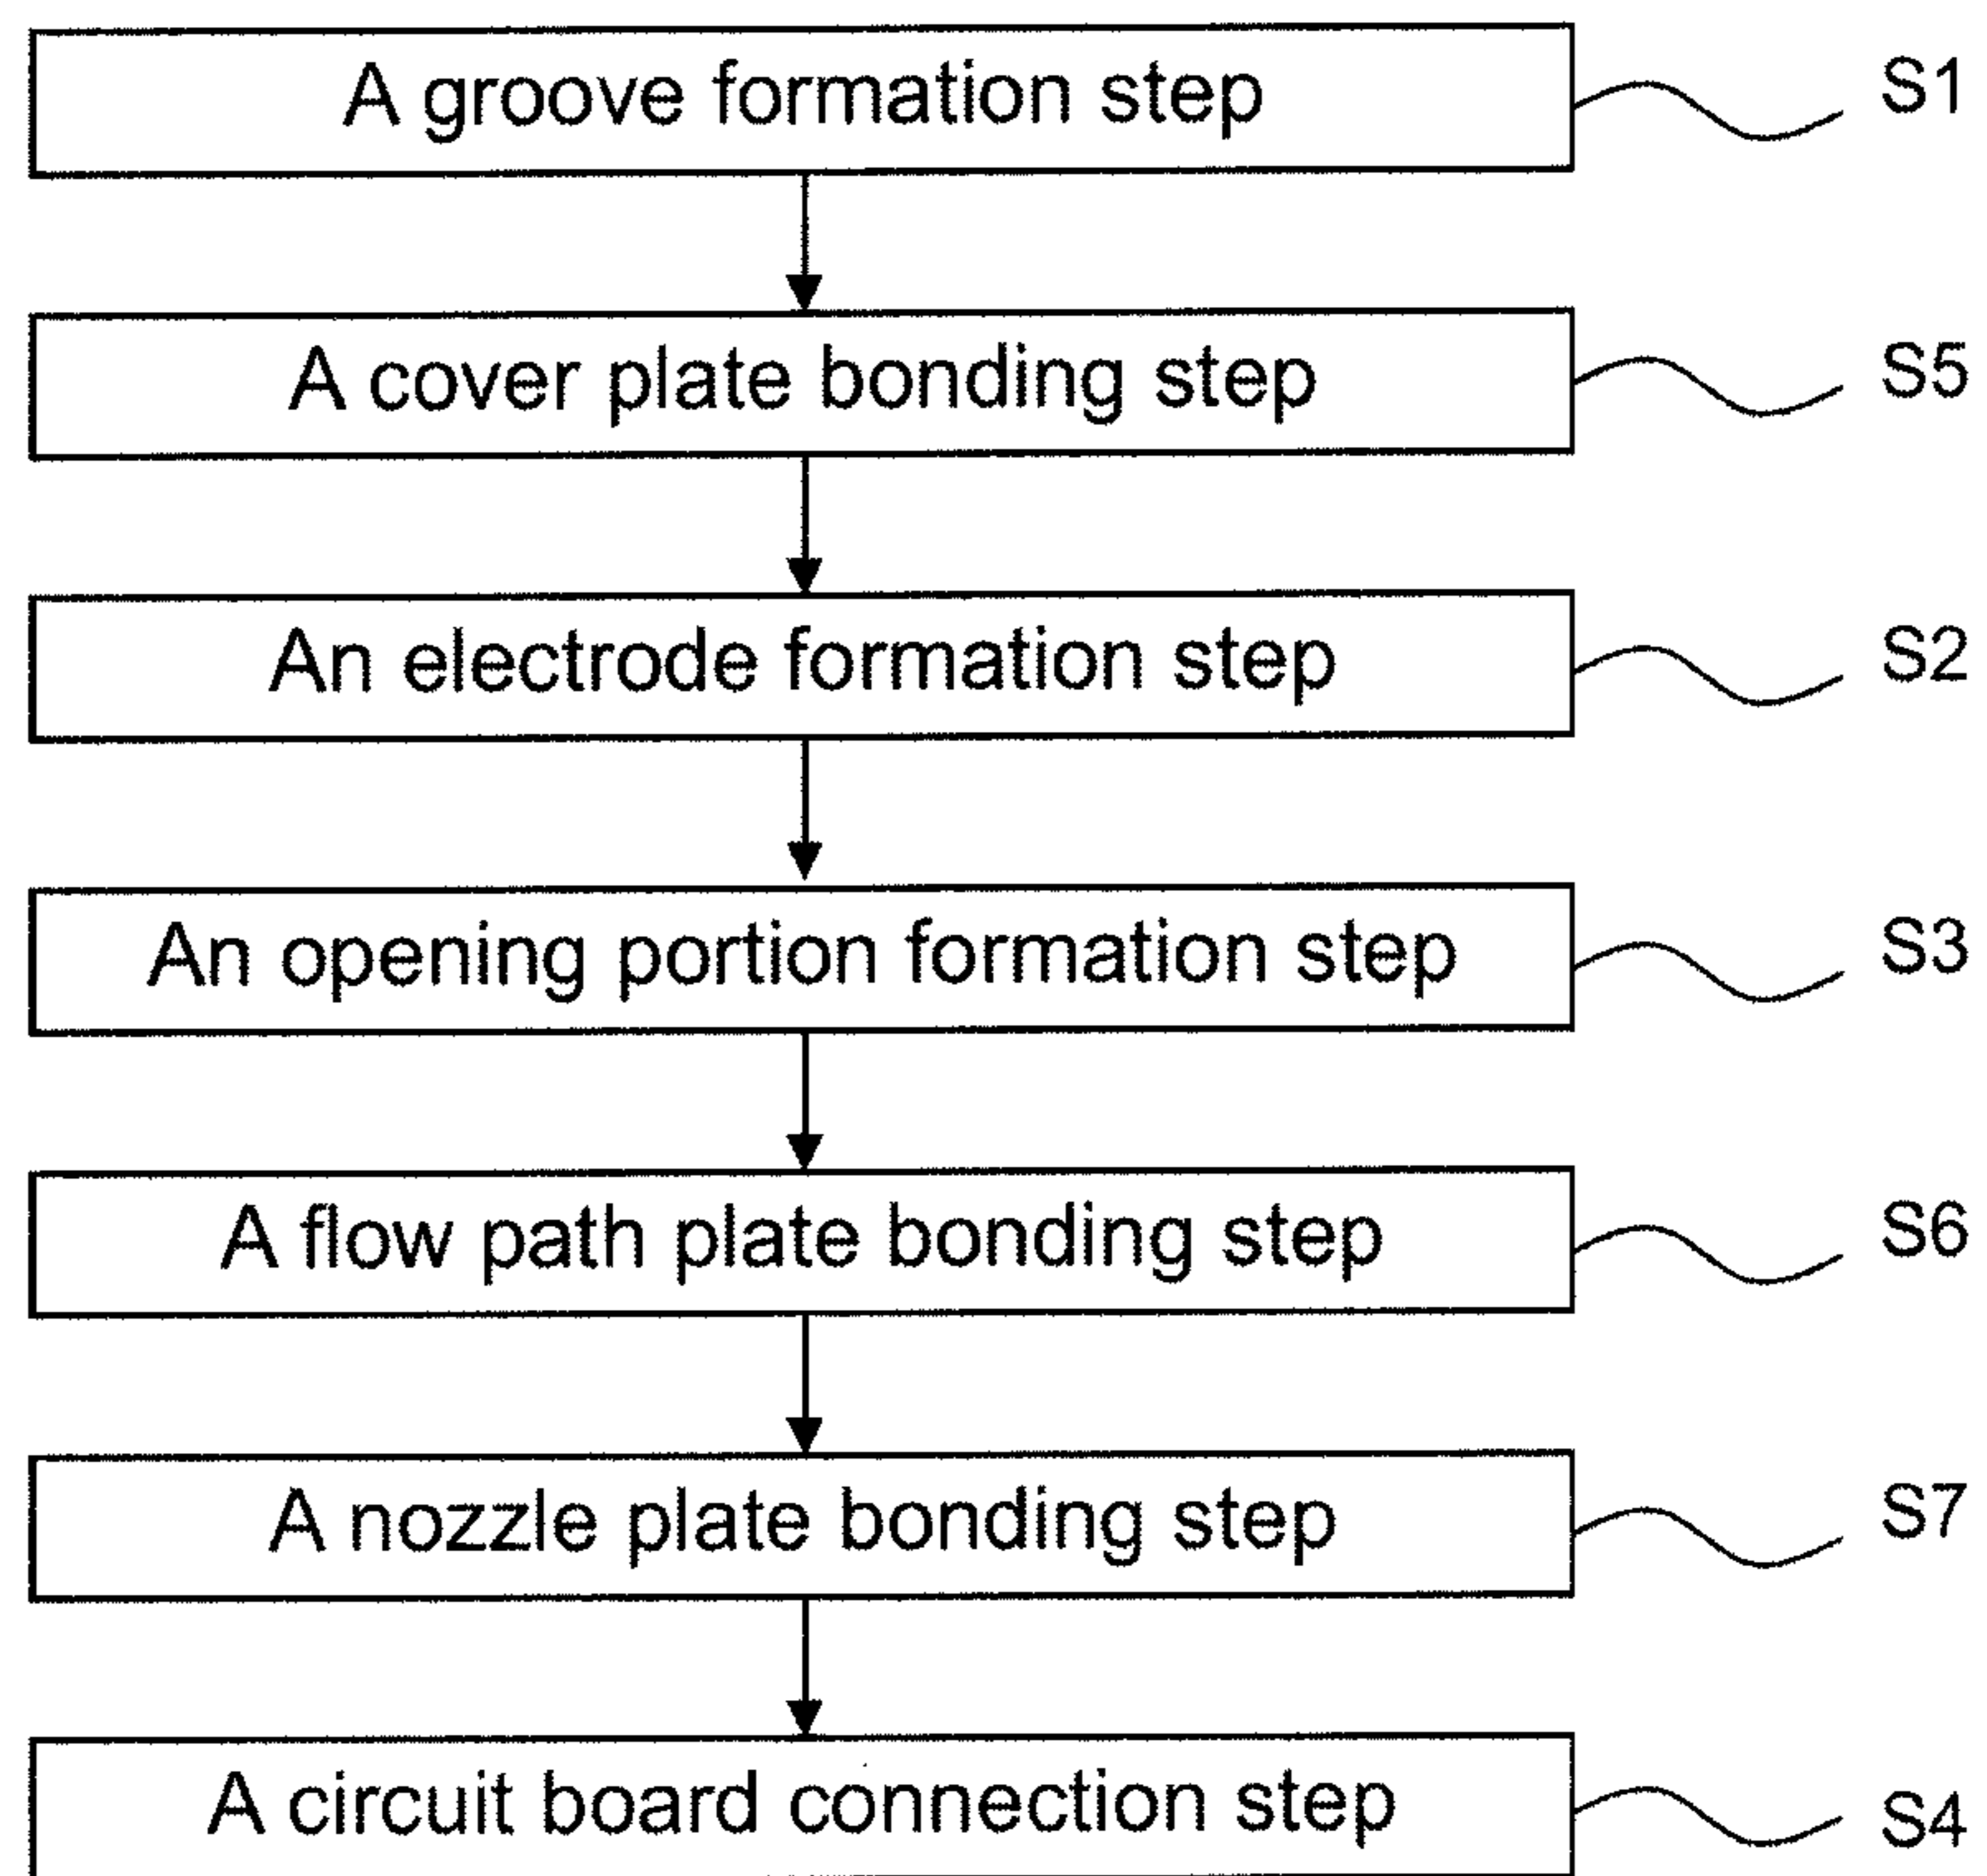 A groove formation step S1
A cover plate bonding step S5
An electrode formation step S2
An opening portion formation step S3
A flow path plate bonding step S6
A nozzle plate bonding step S7
A circuit board connection step S4